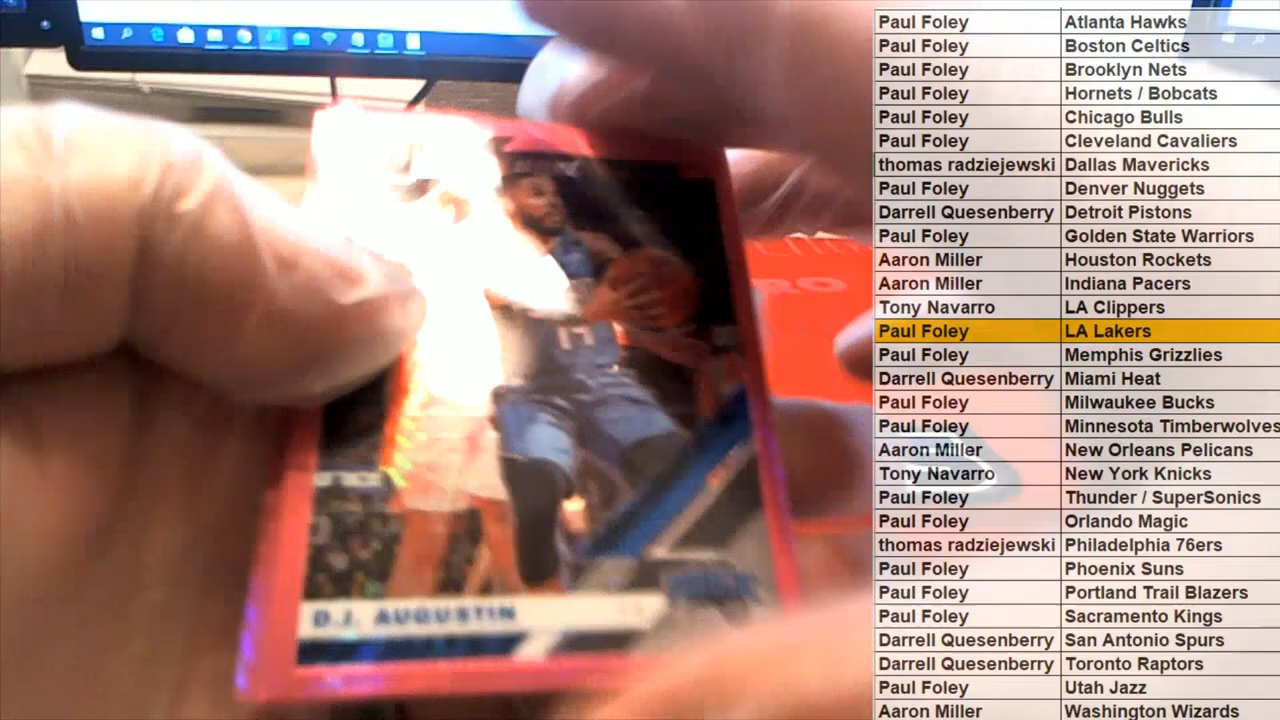 Paul Foley Atlanta Hawks
Paul Foley Boston Celtics
Paul Foley Brooklyn Nets
Paul Foley Hornets / Bobcats
Paul Foley Chicago Bulls
Paul Foley Cleveland Cavaliers
thomas radziejewski Dallas Mavericks
Paul Foley Denver Nuggets
Darrell Quesenberry Detroit Pistons
Paul Foley Golden State Warriors
Aaron Miller Houston Rockets
Aaron Miller Indiana Pacers
Tony Navarro LA Clippers
Paul Foley LA Lakers
Paul Foley Memphis Grizzlies
Darrell Quesenberry Miami Heat
Paul Foley Milwaukee Bucks
Paul Foley Minnesota Timberwolves
Aaron Miller New Orleans Pelicans
Tony Navarro New York Knicks
Paul Foley Thunder / SuperSonics
Paul Foley Orlando Magic
thomas radziejewski Philadelphia 76ers
Paul Foley Phoenix Suns
Paul Foley Portland Trail Blazers
Paul Foley Sacramento Kings
Darrell Quesenberry San Antonio Spurs
Darrell Quesenberry Toronto Raptors
Paul Foley Utah Jazz
Aaron Miller Washington Wizards
D.J. AUGUSTIN